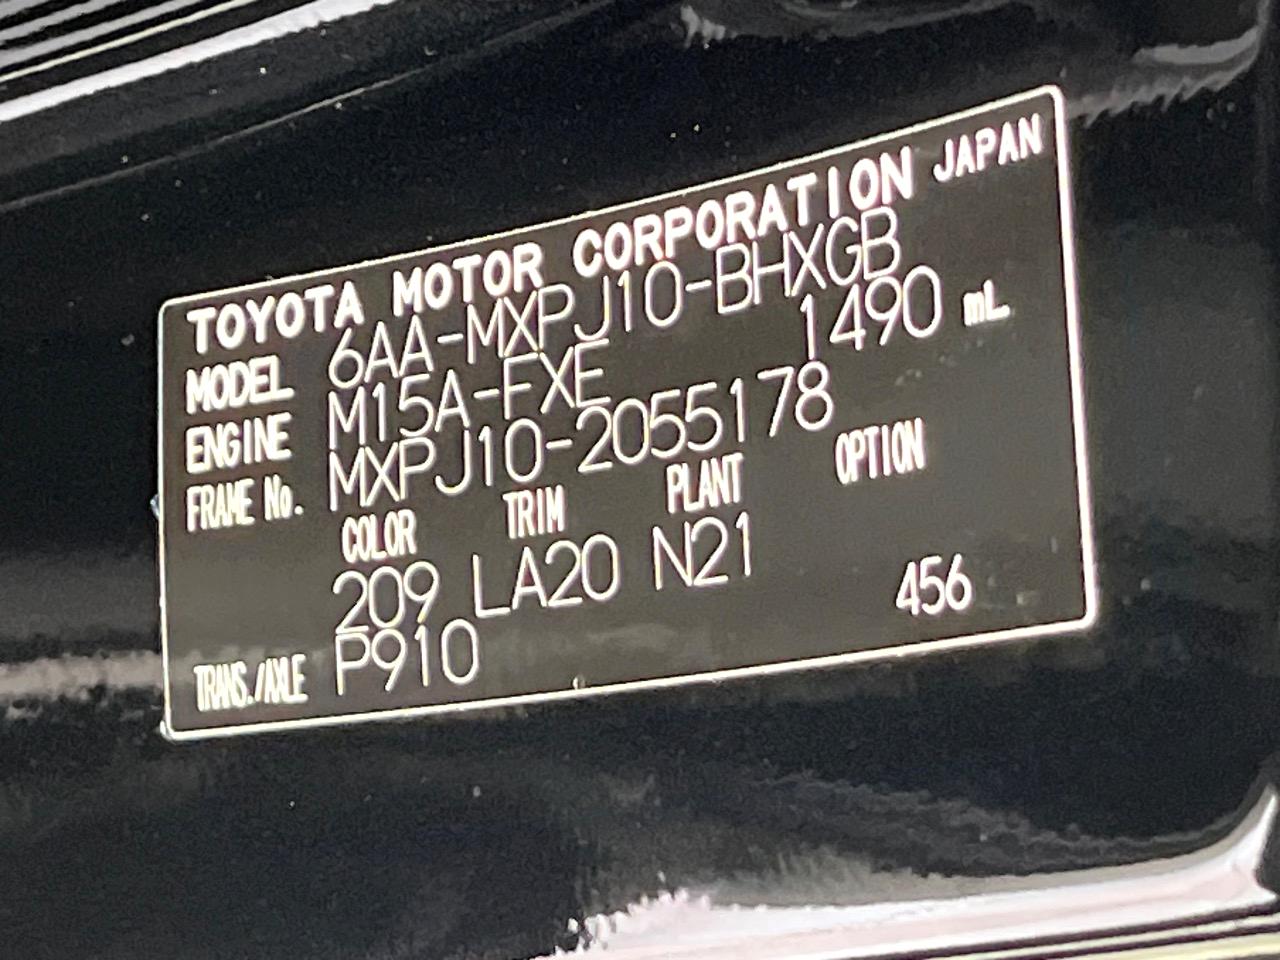 TOYOTA MOTOR CORPORATION JAPAN
MODEL 6AA-MXPJ10-BHXGB
ENGINE M15A-FXE 1490 mL
FRAME No. MXPJ10-2055178
COLOR TRIM PLANT OPTION
209 LA20 N21
TRANS./AXLE P910 456